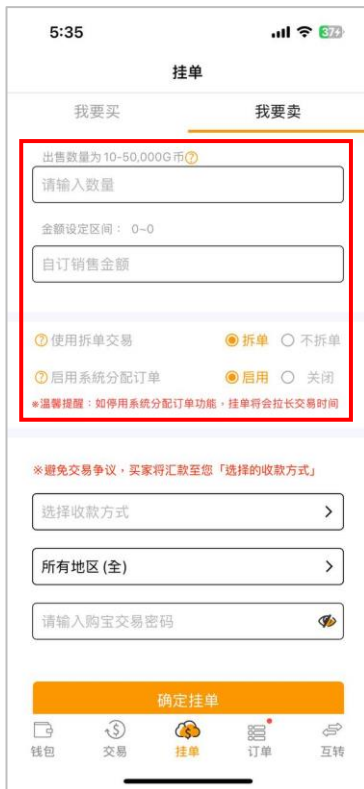 5:35
37
挂单
我要买 我要卖
出售数量为10-50,000G币?
请输入数量
金额设定区间： 0~0
自订销售金额
?使用拆单交易 拆单 不拆单
?启用系统分配订单 启用 关闭
*温馨提醒：如停用系统分配订单功能，挂单将会拉长交易时间
※避免交易争议，买家将汇款至您「选择的收款方式」
选择收款方式
所有地区 (全)
请输入购宝交易密码
确定挂单
钱包 交易 挂单 订单 互转